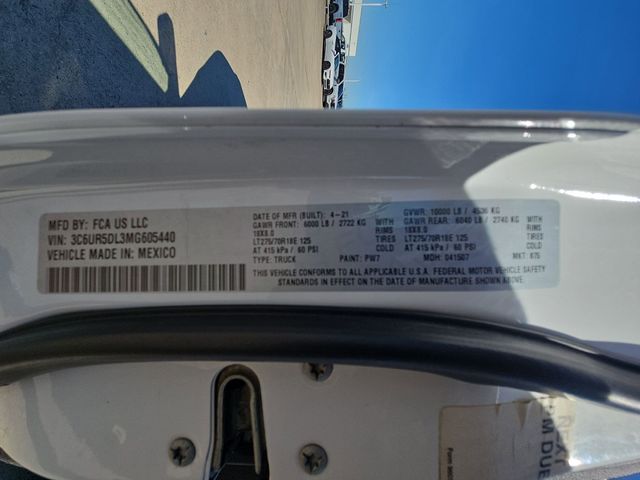 MFD BY: FCA US LLC
VIN: 3C6UR5DL3MG605440
VEHICLE MADE IN: MEXICO
DATE OF MFR (BUILT): 4-21
GAWR FRONT: 6000 LB / 2722 KG
18X8.0
LT275/70R18E 125
AT 415 kPa / 60 PSI
TYPE: TRUCK PAINT: PW7
RIMS
TIRES
COLD
GVWR: 10000 LB / 4536 KG
GAWR REAR: 6040 LB / 2740 KG
18X8.0
LT275/70R18E 125
AT 415 kPa / 60 PSI
MDH: 041507
RIMS
TIRES
COLD
MKT: 875
THIS VEHICLE CONFORMS TO ALL APPLICABLE U.S.A. FEDERAL MOTOR VEHICLE SAFETY
STANDARDS IN EFFECT ON THE DATE OF MANUFACTURE SHOWN ABOVE.
NEXT
PM DUE